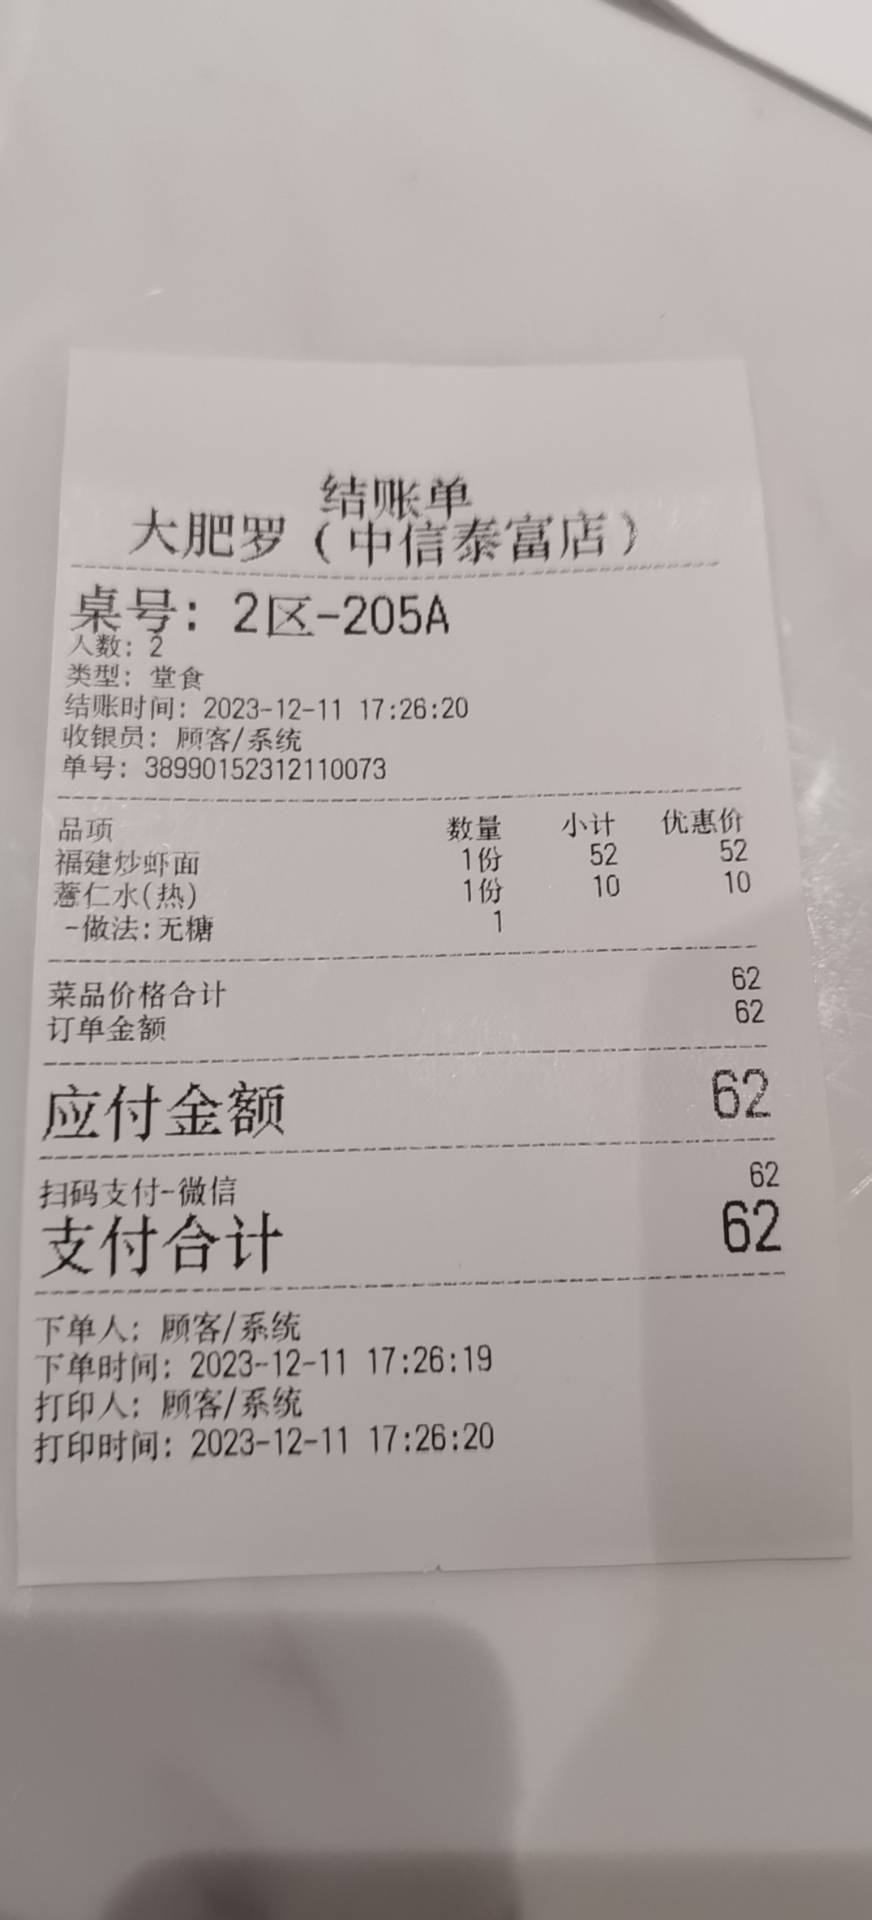 结账单
大肥罗（中信泰富店）
桌号: 2区-205A
人数: 2
类型: 堂食
结账时间: 2023-12-11 17:26:20
收银员: 顾客/系统
单号: 38990152312110073
品项 数量 小计 优惠价
福建炒虾面 1份 52 52
薏仁水(热) 1份 10 10
-做法:无糖 1
菜品价格合计 62
订单金额 62
应付金额 62
扫码支付-微信 62
支付合计 62
下单人: 顾客/系统
下单时间: 2023-12-11 17:26:19
打印人: 顾客/系统
打印时间: 2023-12-11 17:26:20